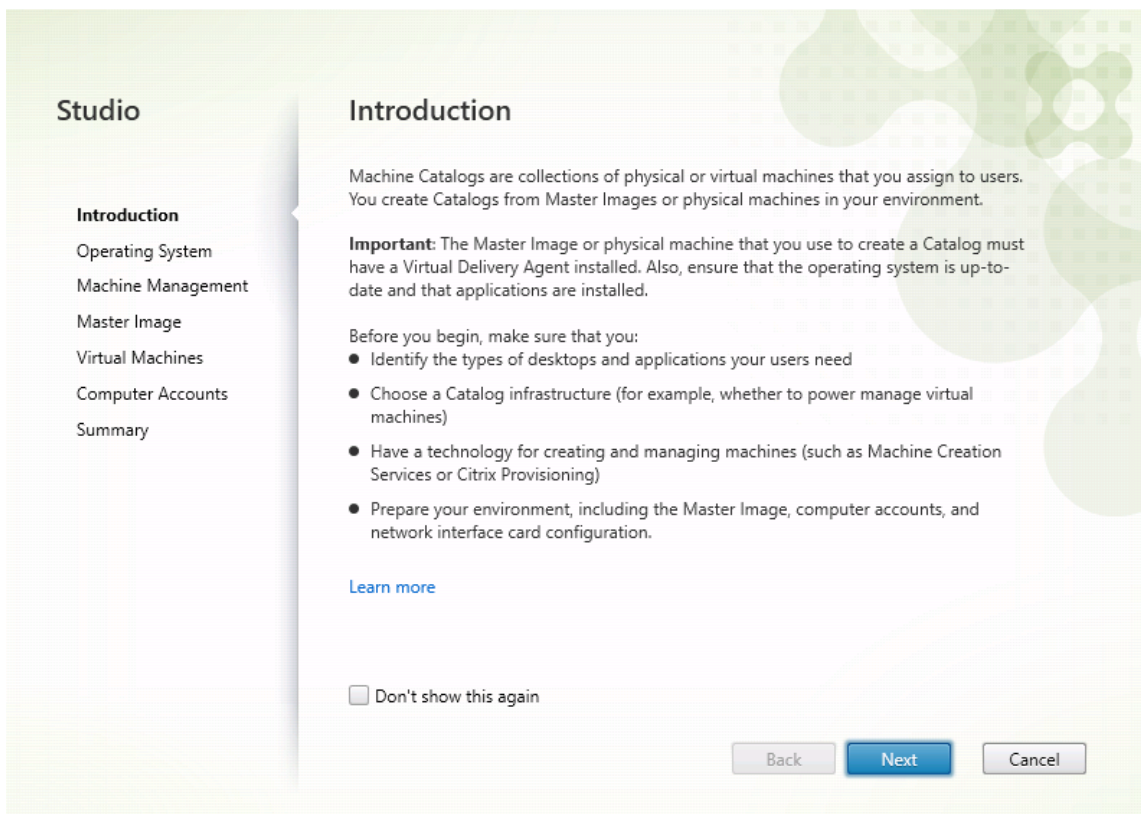 Studio
Introduction
Operating System
Machine Management
Master Image
Virtual Machines
Computer Accounts
Summary
Introduction
Machine Catalogs are collections of physical or virtual machines that you assign to users.
You create Catalogs from Master Images or physical machines in your environment.
Important: The Master Image or physical machine that you use to create a Catalog must
have a Virtual Delivery Agent installed. Also, ensure that the operating system is up-to-
date and that applications are installed.
Before you begin, make sure that you:
● Identify the types of desktops and applications your users need
● Choose a Catalog infrastructure (for example, whether to power manage virtual
machines)
● Have a technology for creating and managing machines (such as Machine Creation
Services or Citrix Provisioning)
● Prepare your environment, including the Master Image, computer accounts, and
network interface card configuration.
Learn more
Don't show this again
Back Next Cancel